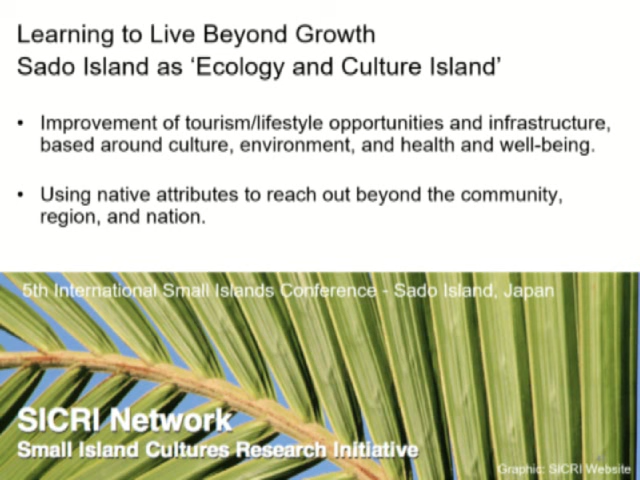 Learning to Live Beyond Growth
Sado Island as ‘Ecology and Culture Island’
• Improvement of tourism/lifestyle opportunities and infrastructure,
based around culture, environment, and health and well-being.
• Using native attributes to reach out beyond the community,
region, and nation.
5th International Small Islands Conference - Sado Island, Japan
SICRI Network
Small Island Cultures Research Initiative
Graphic: SICRI Website